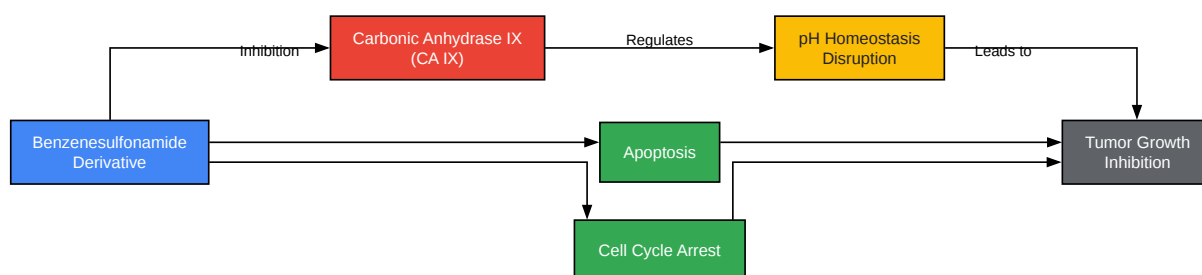 Carbonic Anhydrase IX
(CA IX)
Inhibition
Regulates
pH Homeostasis
Disruption
Leads to
Benzenesulfonamide
Derivative
Apoptosis
Tumor Growth
Inhibition
Cell Cycle Arrest